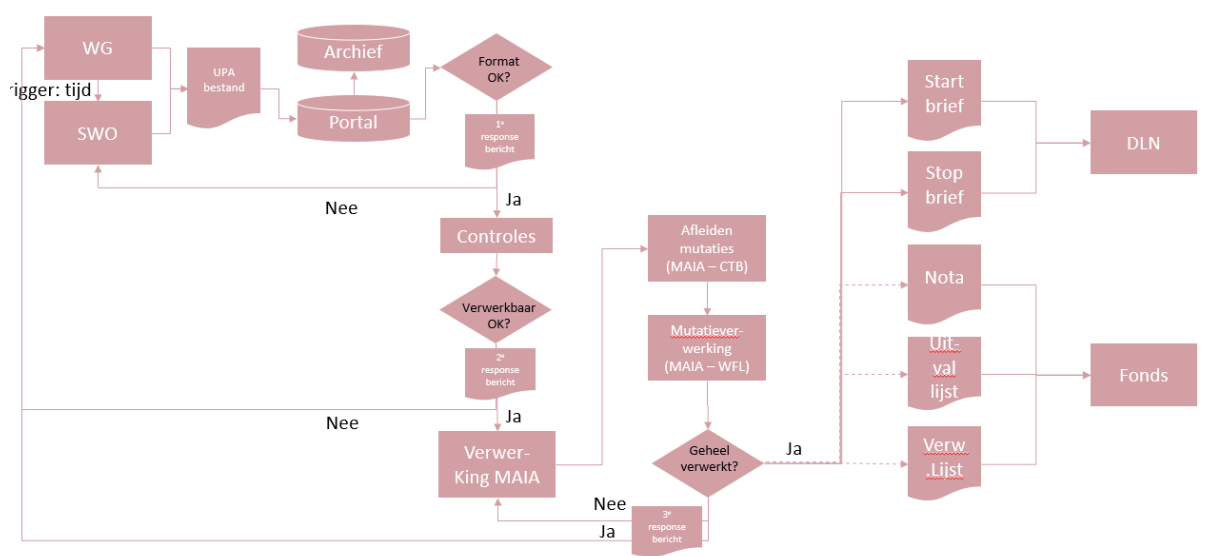 WG
rigger: tijd
SWO
UPA
bestand
Archief
Portal
Format
OK?
1e
response
bericht
Nee
Ja
Controles
Verwerkbaar
OK?
2e
response
bericht
Nee
Ja
Verwer-
King MAIA
Afleiden
mutaties
(MAIA – CTB)
Mutatiever-
werking
(MAIA – WFL)
Geheel
verwerkt?
Ja
Nee
Ja
3e
response
bericht
Start
brief
Stop
brief
DLN
Nota
Uit-
val
lijst
Verw
.Lijst
Fonds